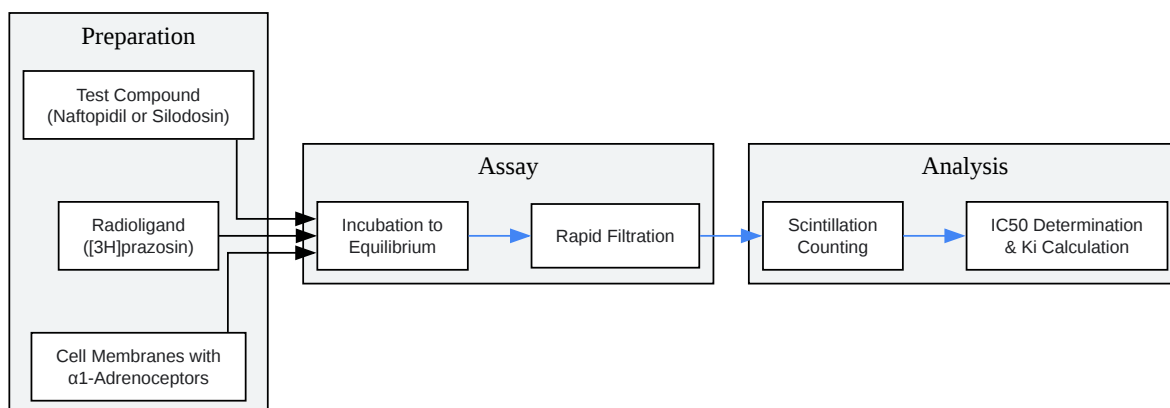 Preparation
Test Compound
(Naftopidil or Silodosin)
Radioligand
([3H]prazosin)
Cell Membranes with
α1-Adrenoceptors
Assay
Incubation to
Equilibrium
Rapid Filtration
Analysis
Scintillation
Counting
IC50 Determination
& Ki Calculation